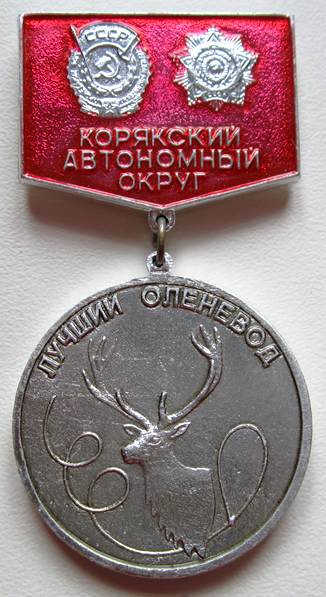 СССР
КОРЯКСКИЙ
АВТОНОМНЫЙ
ОКРУГ
ЛУЧШИЙ ОЛЕНЕВОД